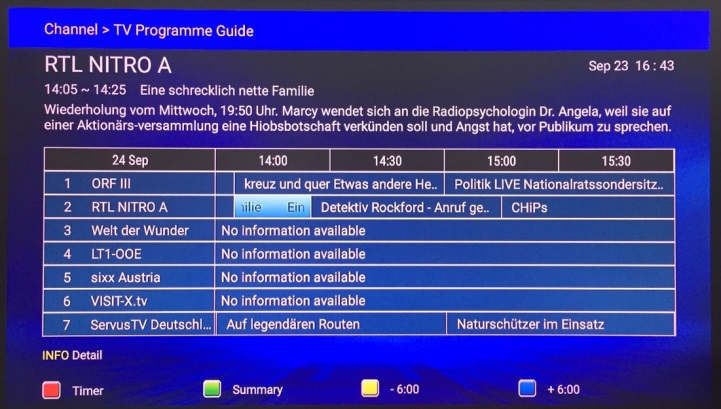 Channel > TV Programme Guide
RTL NITRO A
Sep 23 16:43
14:05 ~ 14:25 Eine schrecklich nette Familie
Wiederholung vom Mittwoch, 19:50 Uhr. Marcy wendet sich an die Radiopsychologin Dr. Angela, weil sie auf
einer Aktionärs-versammlung eine Hiobsbotschaft verkünden soll und Angst hat, vor Publikum zu sprechen.
24 Sep 14:00 14:30 15:00 15:30
1 ORF III kreuz und quer Etwas andere He.. Politik LIVE Nationalratssondersitz..
2 RTL NITRO A ilie Ein Detektiv Rockford - Anruf ge.. CHiPs
3 Welt der Wunder No information available
4 LT1-OOE No information available
5 sixx Austria No information available
6 VISIT-X.tv No information available
7 ServusTV Deutschl... Auf legendären Routen Naturschützer im Einsatz
INFO Detail
Timer Summary - 6:00 + 6:00